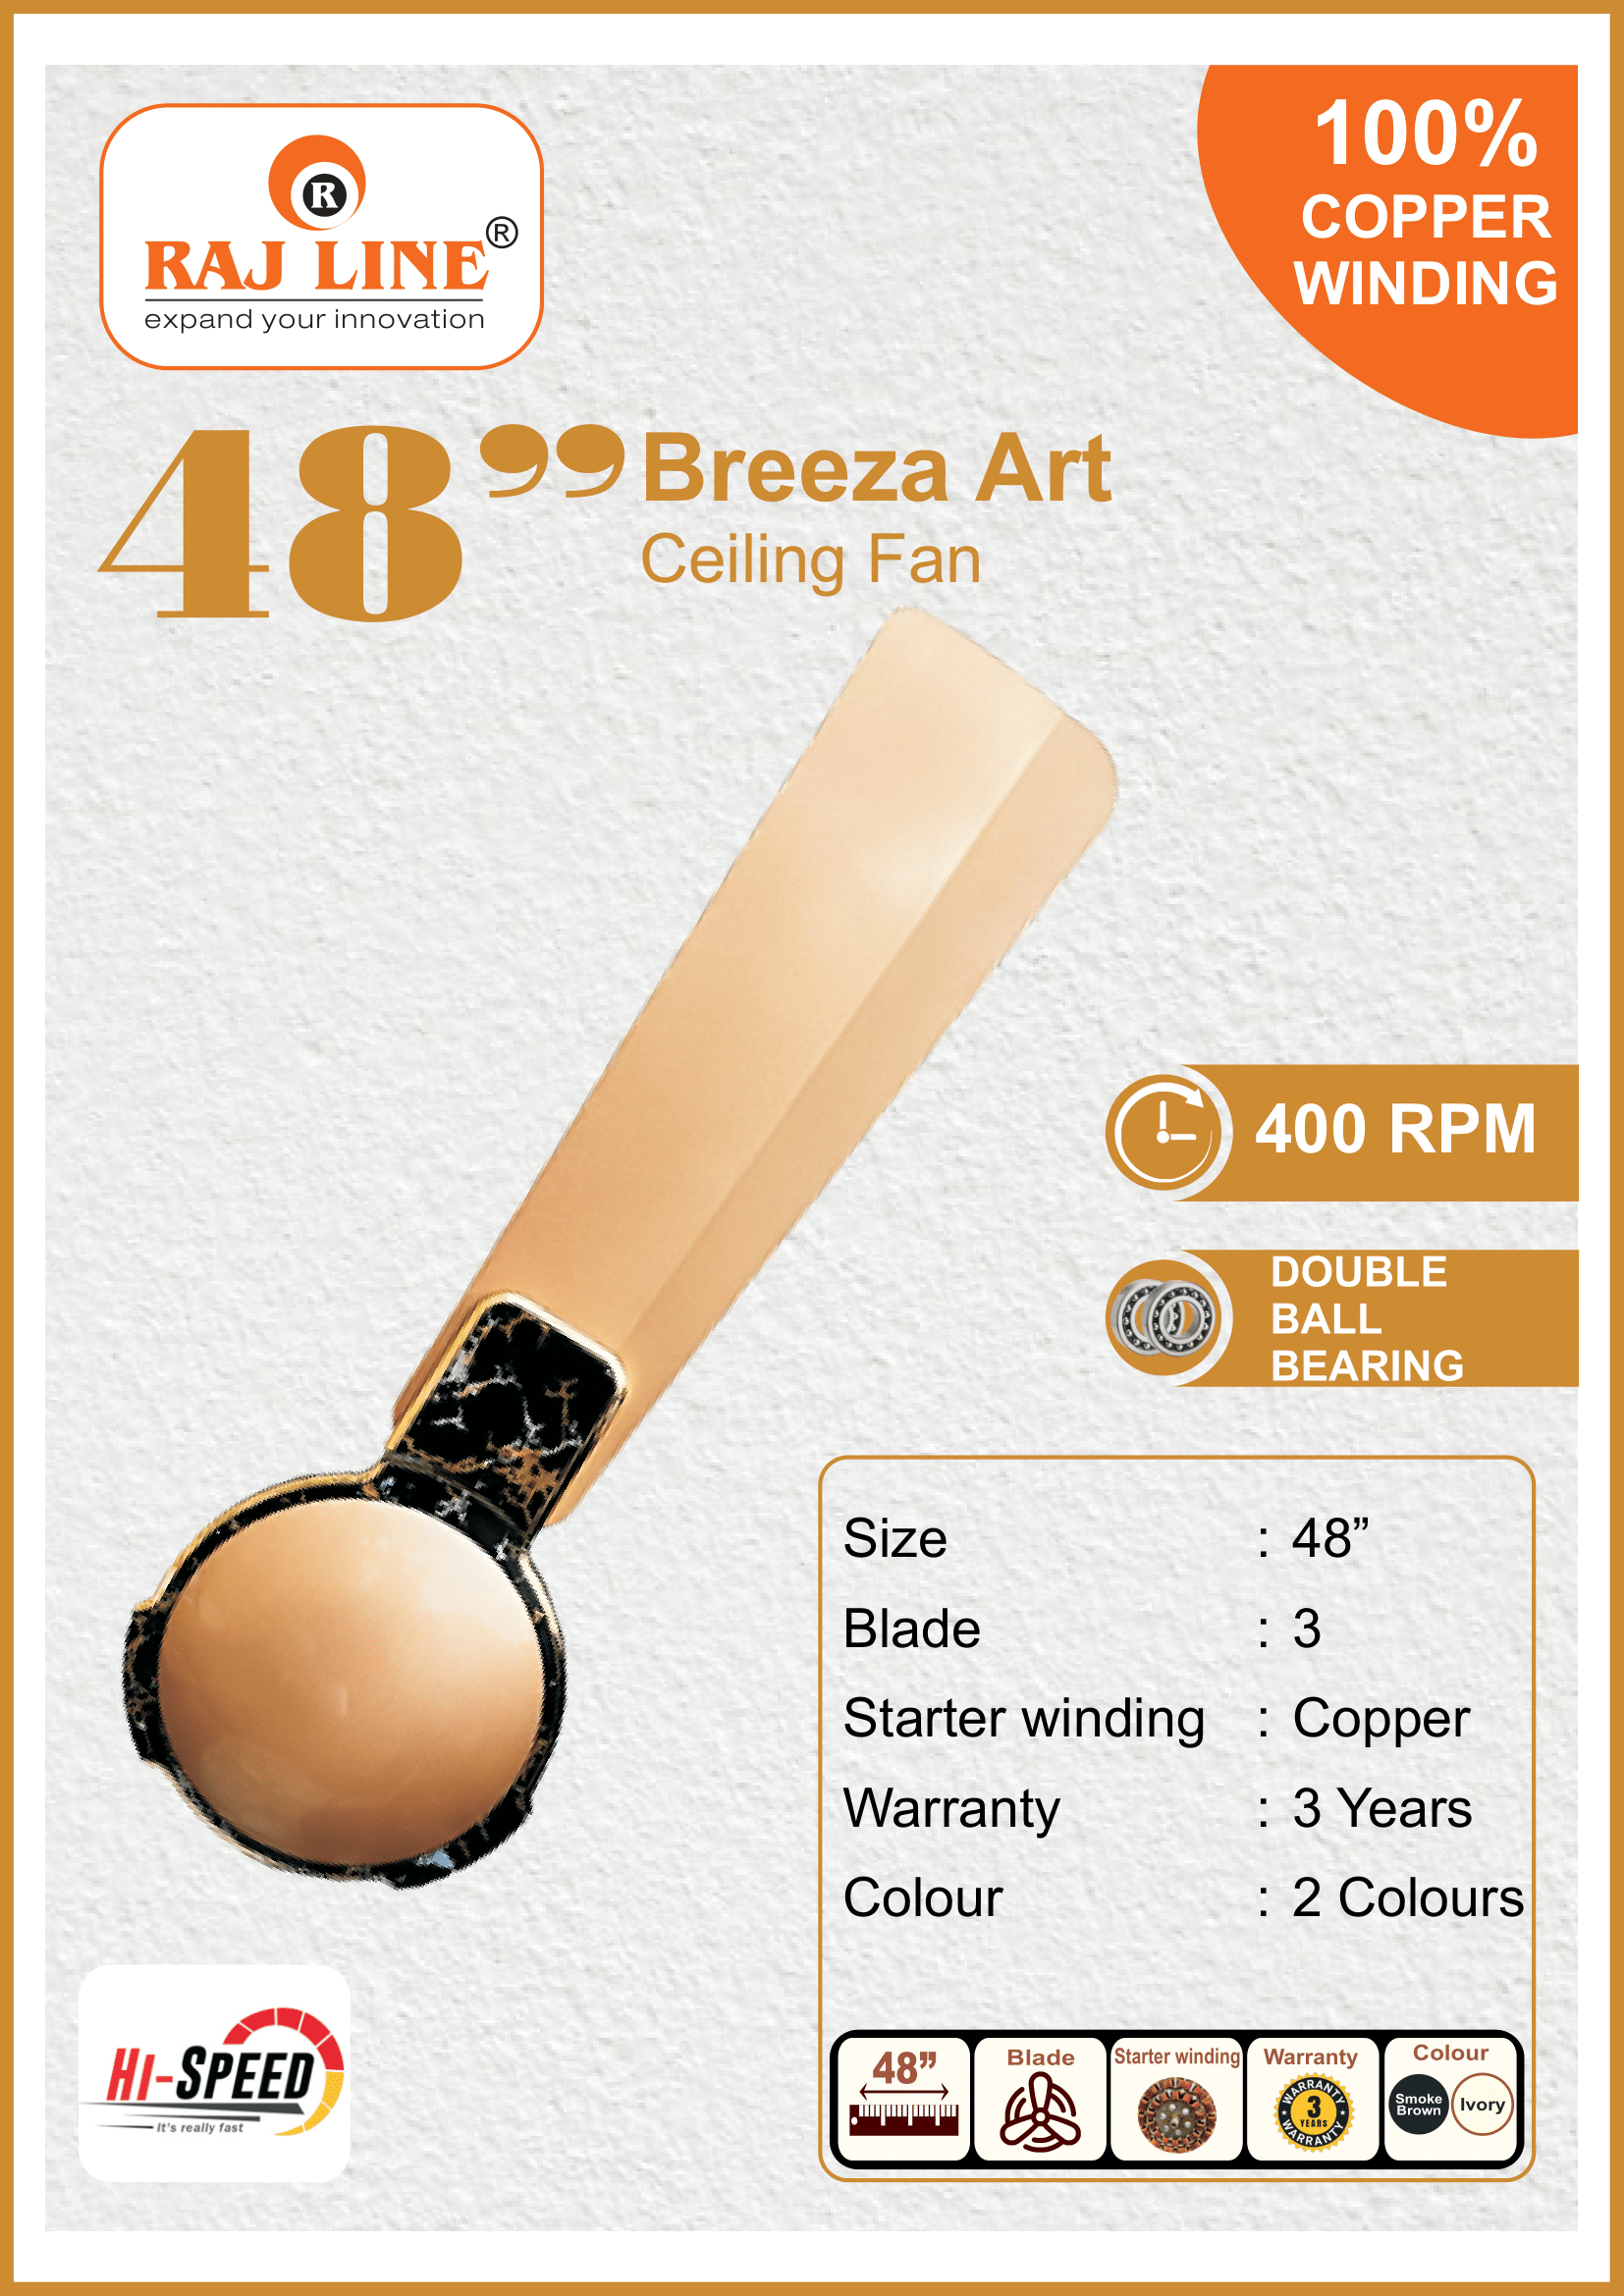 R
RAJ LINE®
expand your innovation
100%
COPPER
WINDING
48”
Breeza Art
Ceiling Fan
400 RPM
DOUBLE
BALL
BEARING
Size : 48”
Blade : 3
Starter winding : Copper
Warranty : 3 Years
Colour : 2 Colours
HI-SPEED
It's really fast
48”
Blade
Starter winding
Warranty
WARRANTY
3
YEARS
WARRANTY
Colour
Smoke
Brown
Ivory